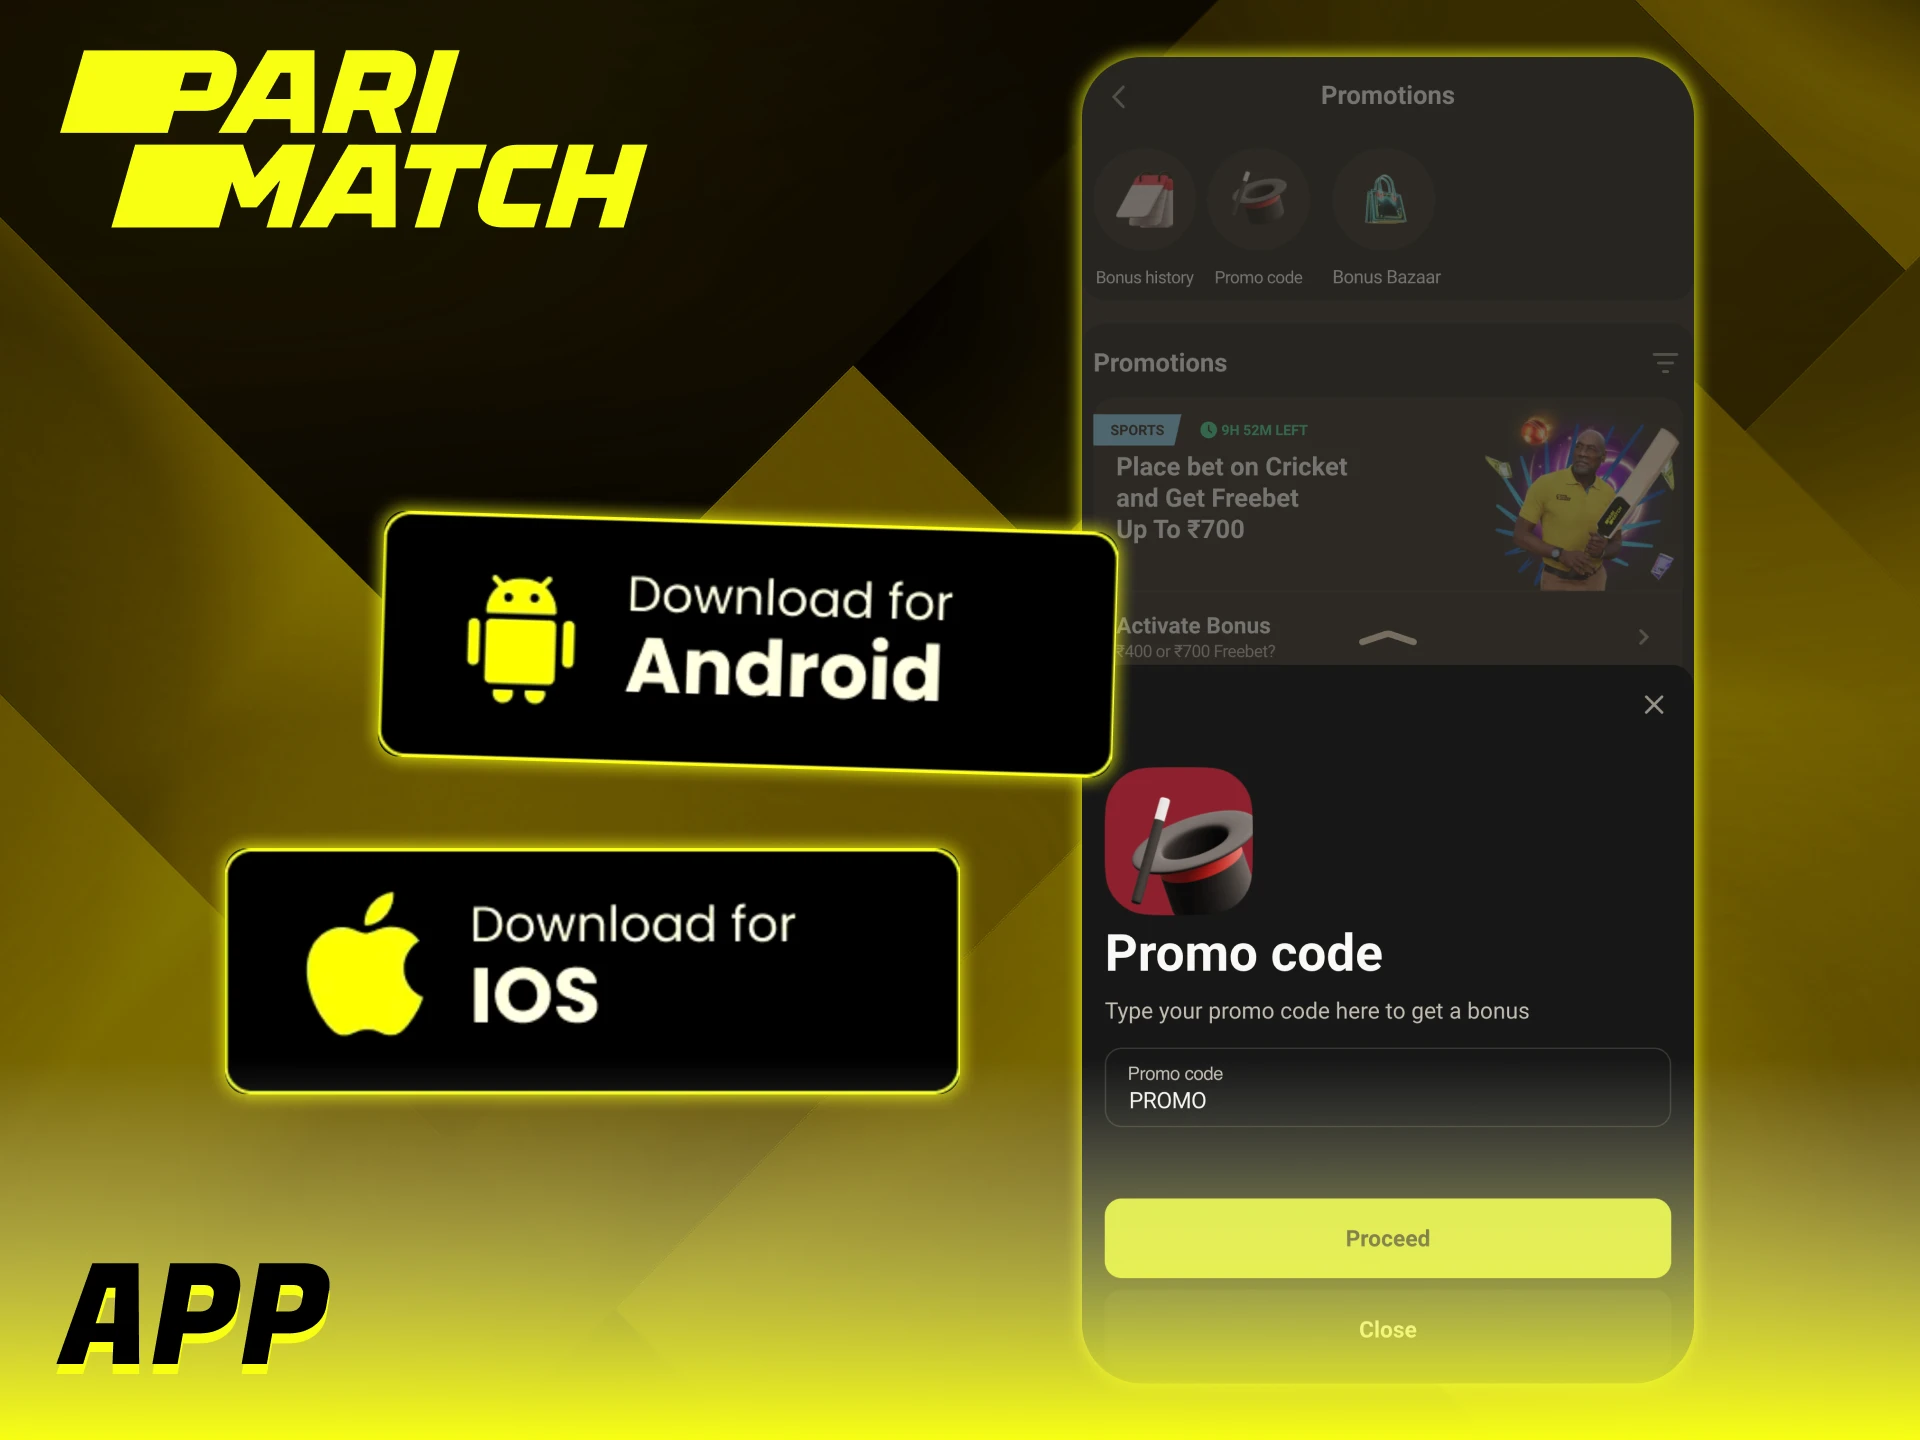 PARI
MATCH
Promotions
Bonus history
Promo code
Bonus Bazaar
Promotions
SPORTS
9H 52M LEFT
Place bet on Cricket
and Get Freebet
Up To ₹700
Activate Bonus
₹400 or ₹700 Freebet?
Download for
Android
Download for
IOS
Promo code
Type your promo code here to get a bonus
Promo code
PROMO
Proceed
Close
APP